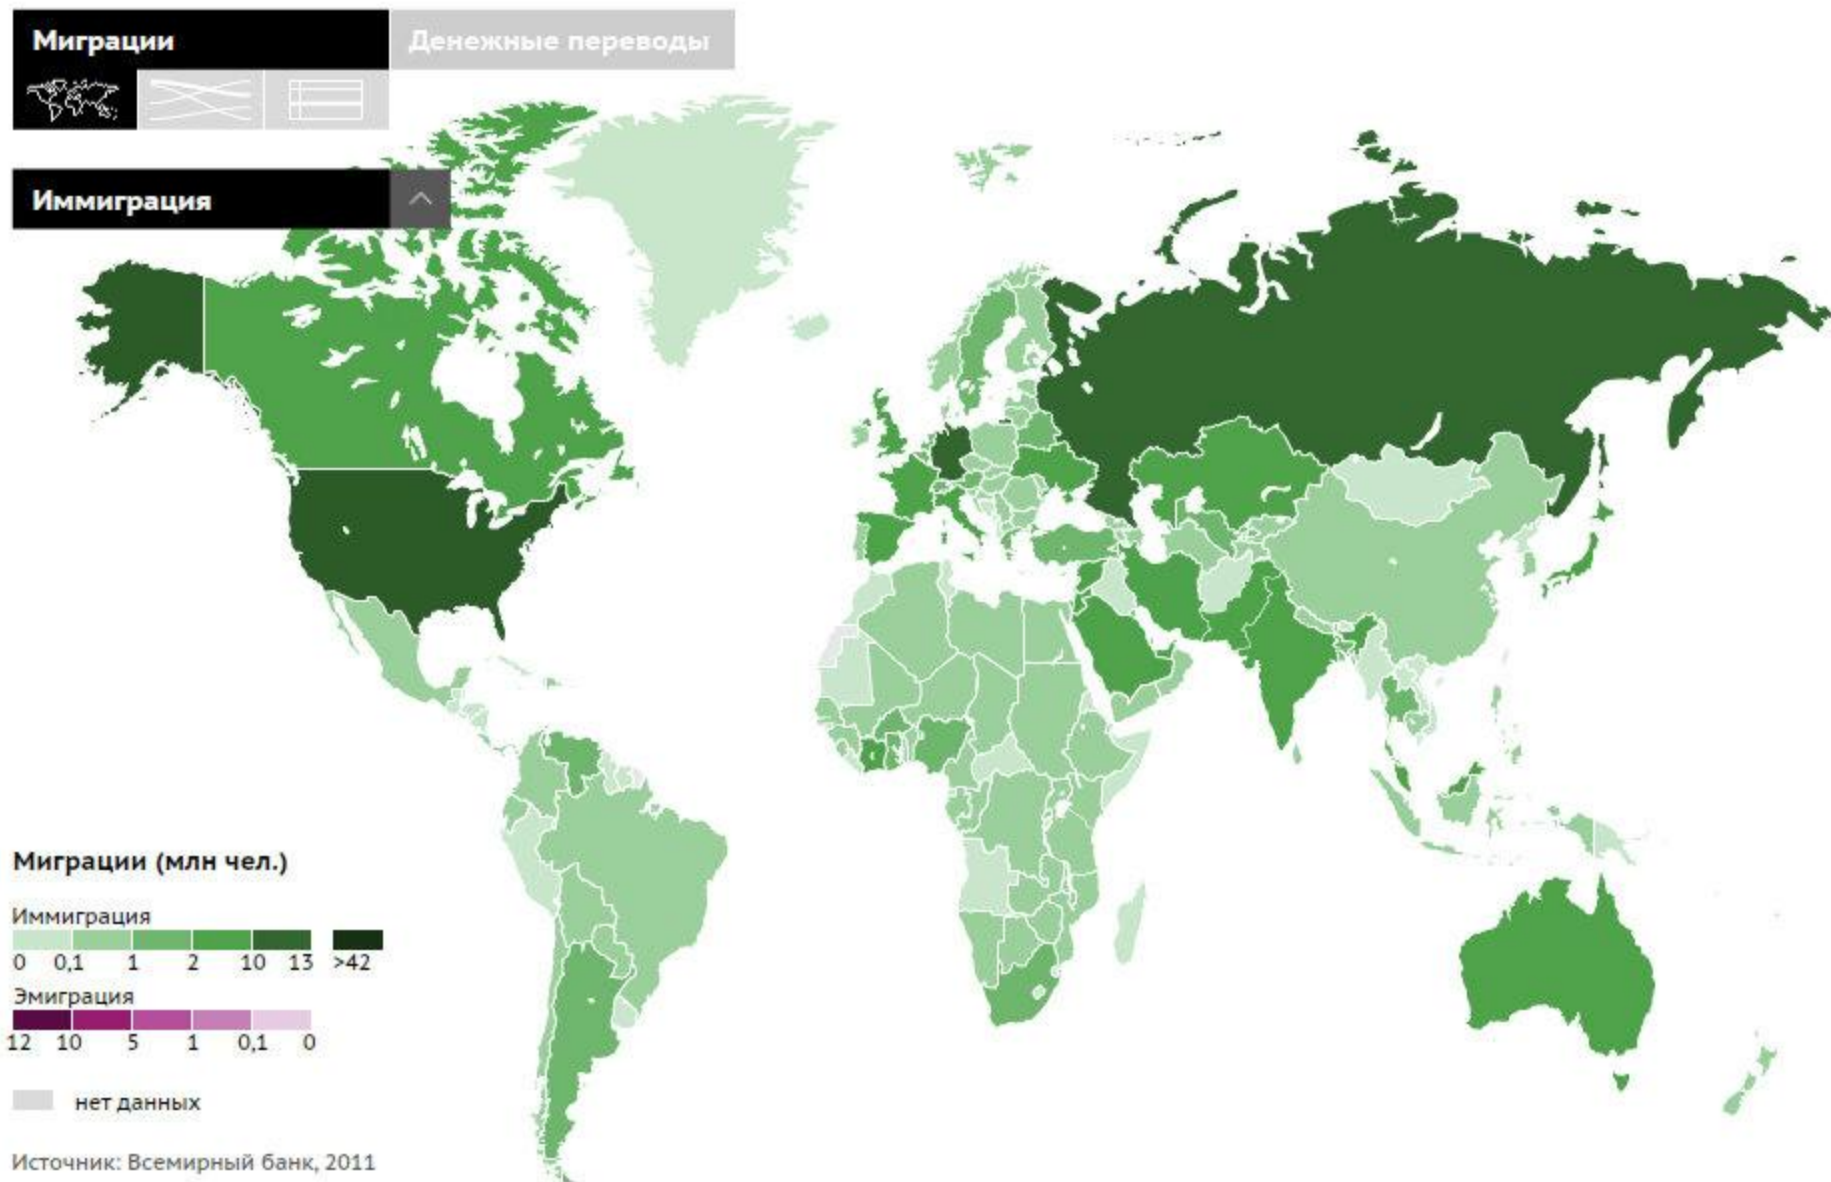 Миграции
Денежные переводы
Иммиграция
Миграции (млн чел.)
Иммиграция
0 0,1 1 2 10 13 >42
Эмиграция
12 10 5 1 0,1 0
нет данных
Источник: Всемирный банк, 2011